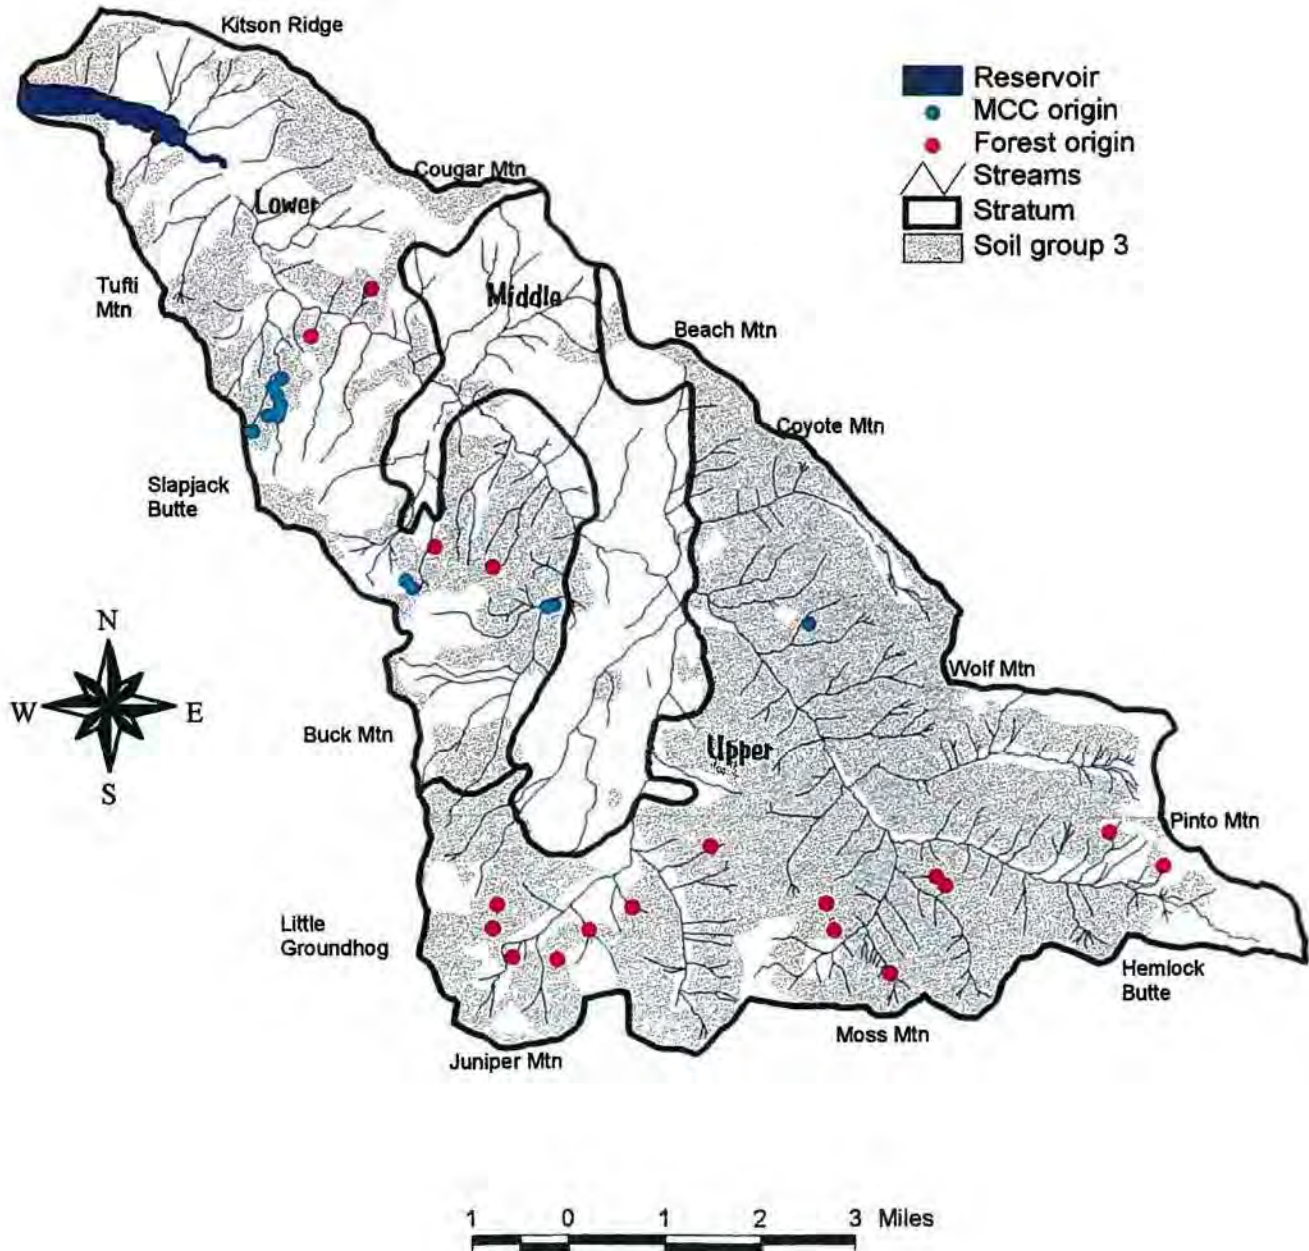 Kitson Ridge
Reservoir
MCC origin
Forest origin
Streams
Stratum
Soil group 3
Cougar Mtn
Lower
Tufti
Mtn
Middle
Beach Mtn
Coyote Mtn
Slapjack
Butte
N
W
E
S
Wolf Mtn
Buck Mtn
Upper
Pinto Mtn
Little
Groundhog
Hemlock
Butte
Moss Mtn
Juniper Mtn
1 0 1 2 3 Miles